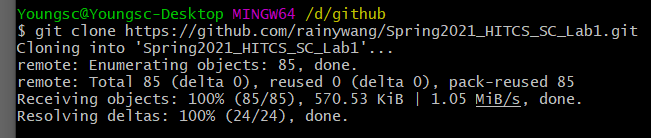 Youngsc@Youngsc-Desktop MINGW64 /d/github
$ git clone https://github.com/rainywang/Spring2021_HITCS_SC_Lab1.git
Cloning into 'Spring2021_HITCS_SC_Lab1'...
remote: Enumerating objects: 85, done.
remote: Total 85 (delta 0), reused 0 (delta 0), pack-reused 85
Receiving objects: 100% (85/85), 570.53 KiB | 1.05 MiB/s, done.
Resolving deltas: 100% (24/24), done.